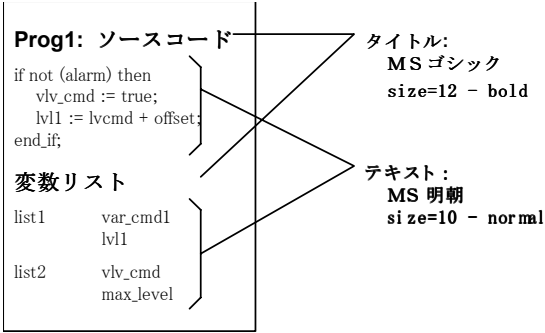 Prog1: ソースコード
if not (alarm) then
vlv_cmd := true;
lvl1 := lvcmd + offset;
end_if;
変数リスト
list1 var_cmd1
lvl1
list2 vlv_cmd
max_level
タイトル:
ＭＳゴシック
size=12 - bold
テキスト:
MS 明朝
size=10 - normal